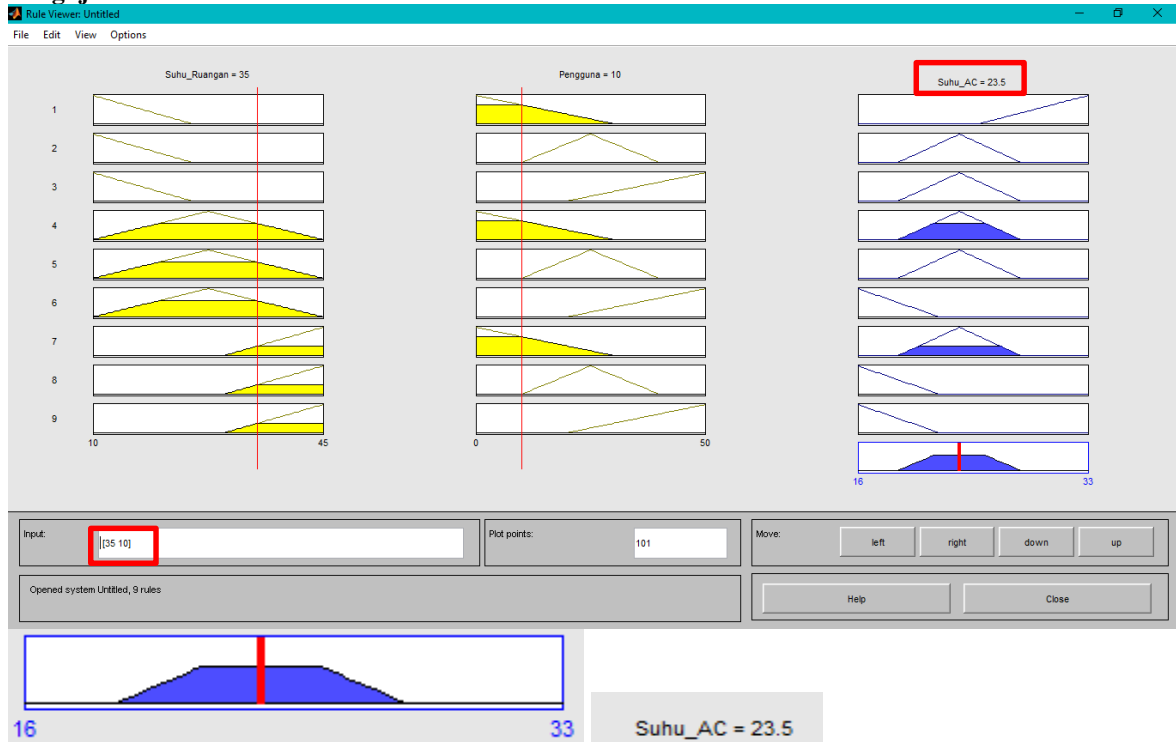 Rule Viewer: Untitled
File Edit View Options
Suhu_Ruangan = 35
Pengguna = 10
Suhu_AC = 23.5
1
2
3
4
5
6
7
8
9
10 45
0 50
16 33
Input:
[35 10]
Plot points:
101
Move:
left right down up
Opened system Untitled, 9 rules
Help Close
16 33
Suhu_AC = 23.5